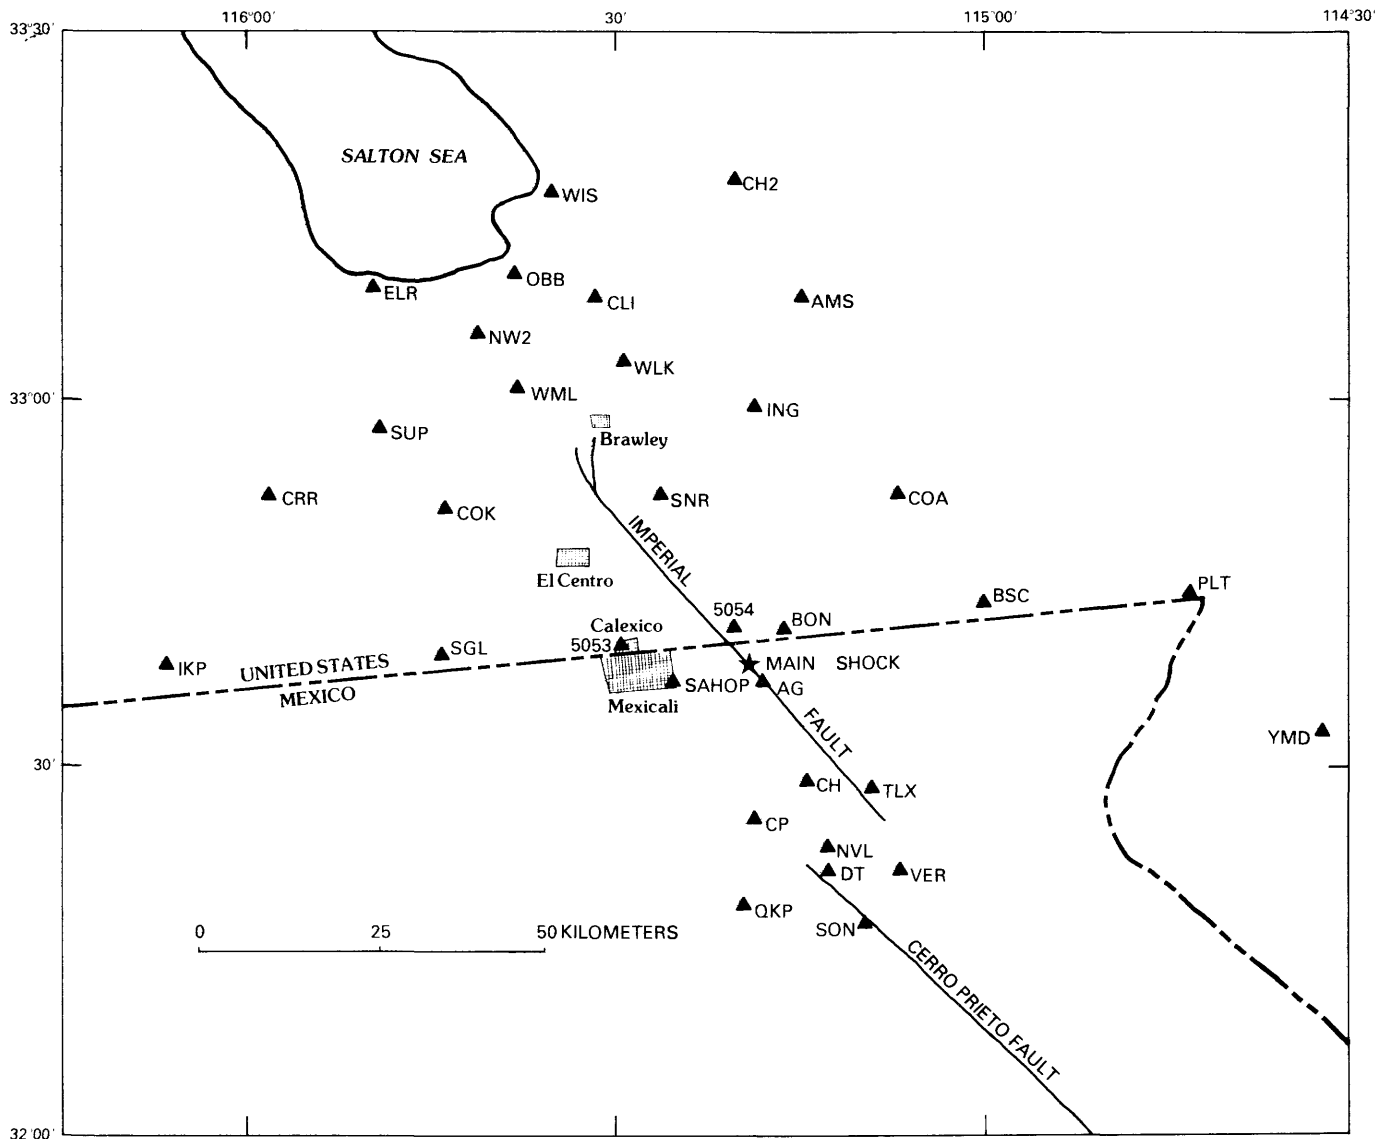 116°00'
30'
115°00'
114°30'
33°30'
SALTON SEA
WIS
CH2
OBB
ELR
CLI
AMS
NW2
WLK
33°00'
WML
ING
SUP
Brawley
CRR
SNR
COA
COK
IMPERIAL
El Centro
PLT
BSC
5054
BON
Calexico
5053
SGL
IKP
UNITED STATES
MAIN SHOCK
MEXICO
SAHOP
AG
Mexicali
FAULT
YMD
30'
CH
TLX
CP
NVL
DT
VER
QKP
SON
0 25 50 KILOMETERS
CERRO PRIETO FAULT
32°00'